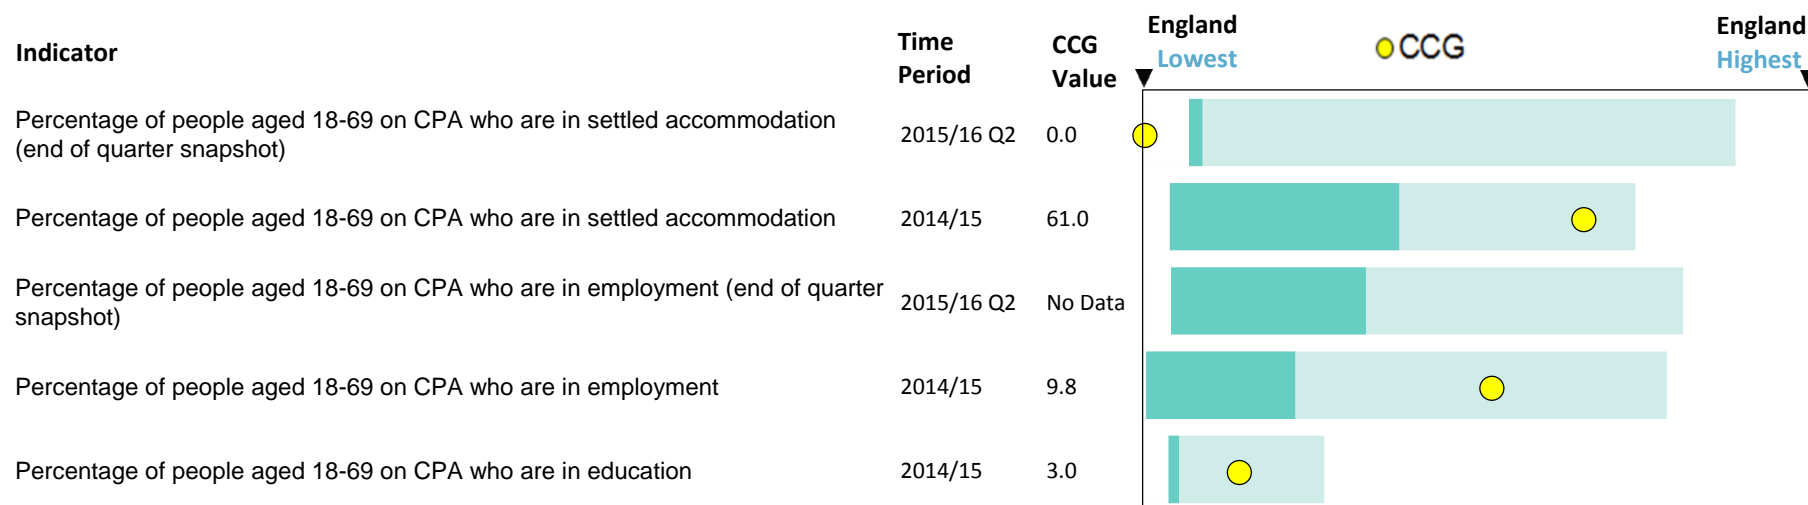 Indicator
Time
Period
CCG
Value
England
Lowest
CCG
England
Highest
Percentage of people aged 18-69 on CPA who are in settled accommodation
(end of quarter snapshot)
2015/16 Q2
0.0
Percentage of people aged 18-69 on CPA who are in settled accommodation
2014/15
61.0
Percentage of people aged 18-69 on CPA who are in employment (end of quarter
snapshot)
2015/16 Q2
No Data
Percentage of people aged 18-69 on CPA who are in employment
2014/15
9.8
Percentage of people aged 18-69 on CPA who are in education
2014/15
3.0